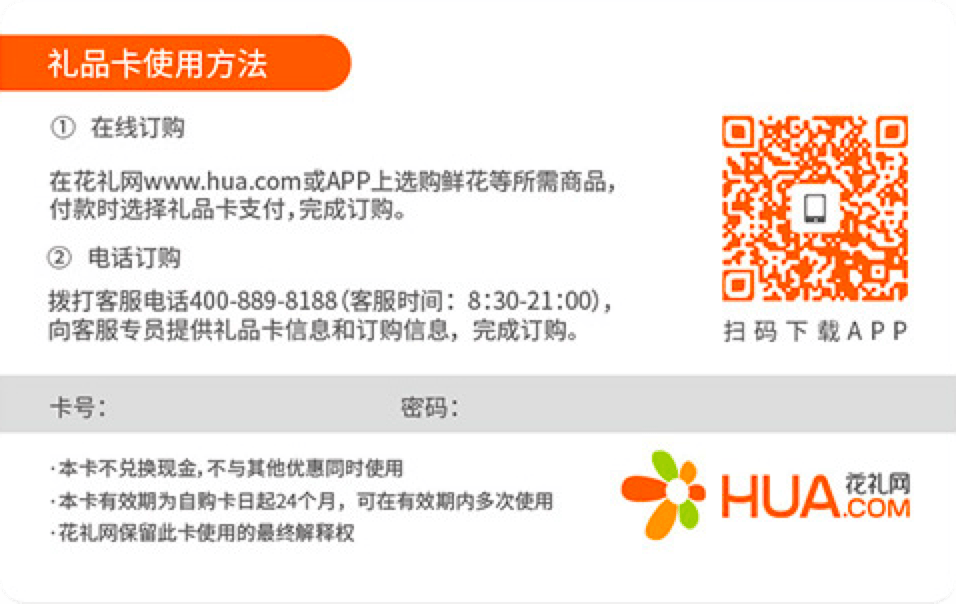 礼品卡使用方法
① 在线订购
在花礼网www.hua.com或APP上选购鲜花等所需商品，
付款时选择礼品卡支付，完成订购。
② 电话订购
拨打客服电话400-889-8188（客服时间：8:30-21:00），
向客服专员提供礼品卡信息和订购信息，完成订购。
扫码下载APP
卡号： 密码：
·本卡不兑换现金，不与其他优惠同时使用
·本卡有效期为自购卡日起24个月，可在有效期内多次使用
·花礼网保留此卡使用的最终解释权
HUA 花礼网
.COM